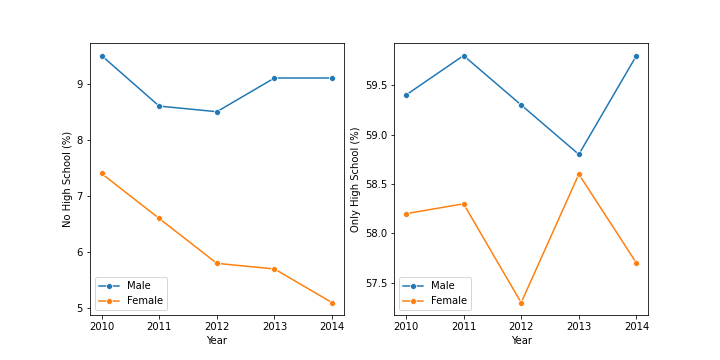 No High School (%)
9
8
7
6
5
Male
Female
2010 2011 2012 2013 2014
Year
Only High School (%)
59.5
59.0
58.5
58.0
57.5
Male
Female
2010 2011 2012 2013 2014
Year